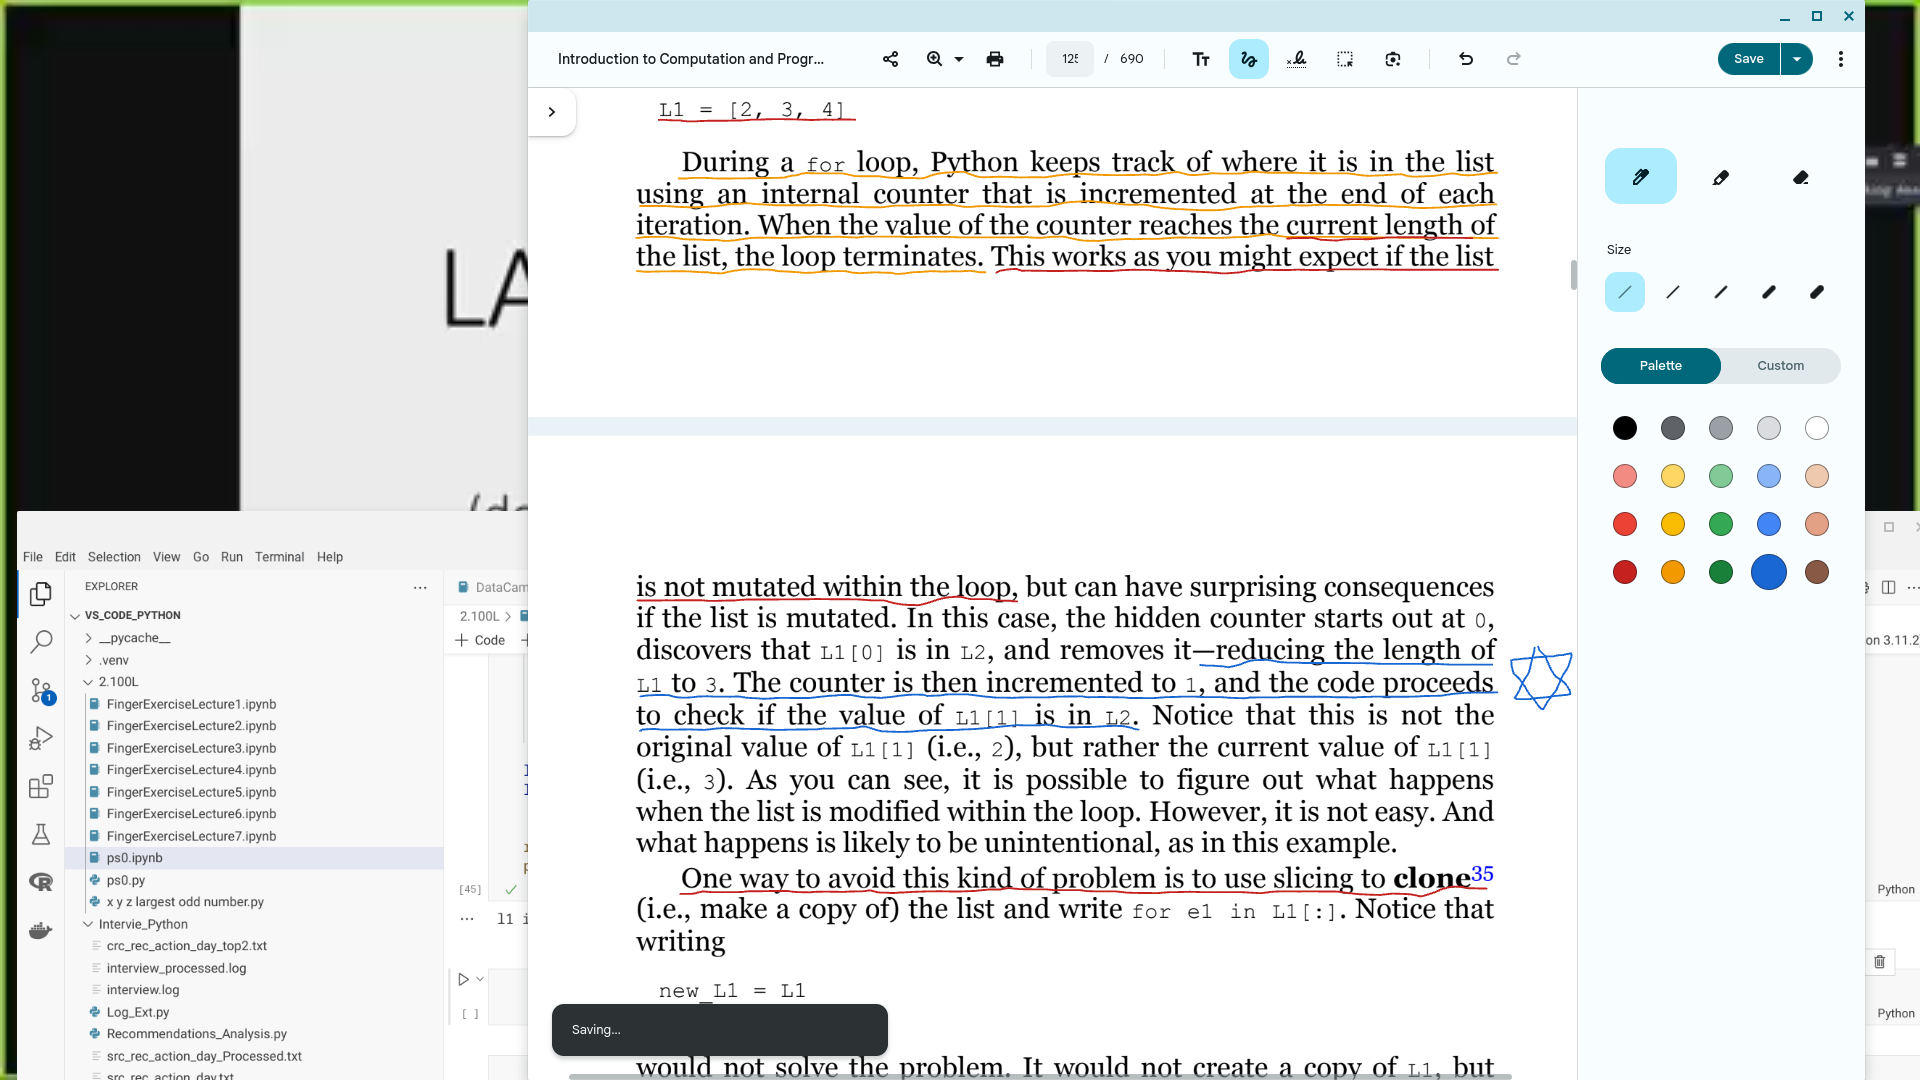 Introduction to Computation and Progr...
125 / 690
Save
L1 = [2, 3, 4]
During a for loop, Python keeps track of where it is in the list
using an internal counter that is incremented at the end of each
iteration. When the value of the counter reaches the current length of
the list, the loop terminates. This works as you might expect if the list
is not mutated within the loop, but can have surprising consequences
if the list is mutated. In this case, the hidden counter starts out at 0,
discovers that L1[0] is in L2, and removes it—reducing the length of
L1 to 3. The counter is then incremented to 1, and the code proceeds
to check if the value of L1[1] is in L2. Notice that this is not the
original value of L1[1] (i.e., 2), but rather the current value of L1[1]
(i.e., 3). As you can see, it is possible to figure out what happens
when the list is modified within the loop. However, it is not easy. And
what happens is likely to be unintentional, as in this example.
One way to avoid this kind of problem is to use slicing to clone35
(i.e., make a copy of) the list and write for e1 in L1[:]. Notice that
writing
new_L1 = L1
Saving...
would not solve the problem. It would not create a copy of L1, but
Size
Palette
Custom
LA
File Edit Selection View Go Run Terminal Help
EXPLORER
VS_CODE_PYTHON
__pycache__
.venv
2.100L
FingerExerciseLecture1.ipynb
FingerExerciseLecture2.ipynb
FingerExerciseLecture3.ipynb
FingerExerciseLecture4.ipynb
FingerExerciseLecture5.ipynb
FingerExerciseLecture6.ipynb
FingerExerciseLecture7.ipynb
ps0.ipynb
ps0.py
x y z largest odd number.py
Intervie_Python
crc_rec_action_day_top2.txt
interview_processed.log
interview.log
Log_Ext.py
Recommendations_Analysis.py
src_rec_action_day_Processed.txt
src_rec_action_day.txt
1
DataCam
2.100L >
+ Code
[45]
l1 i
[ ]
on 3.11.2
Python
Python